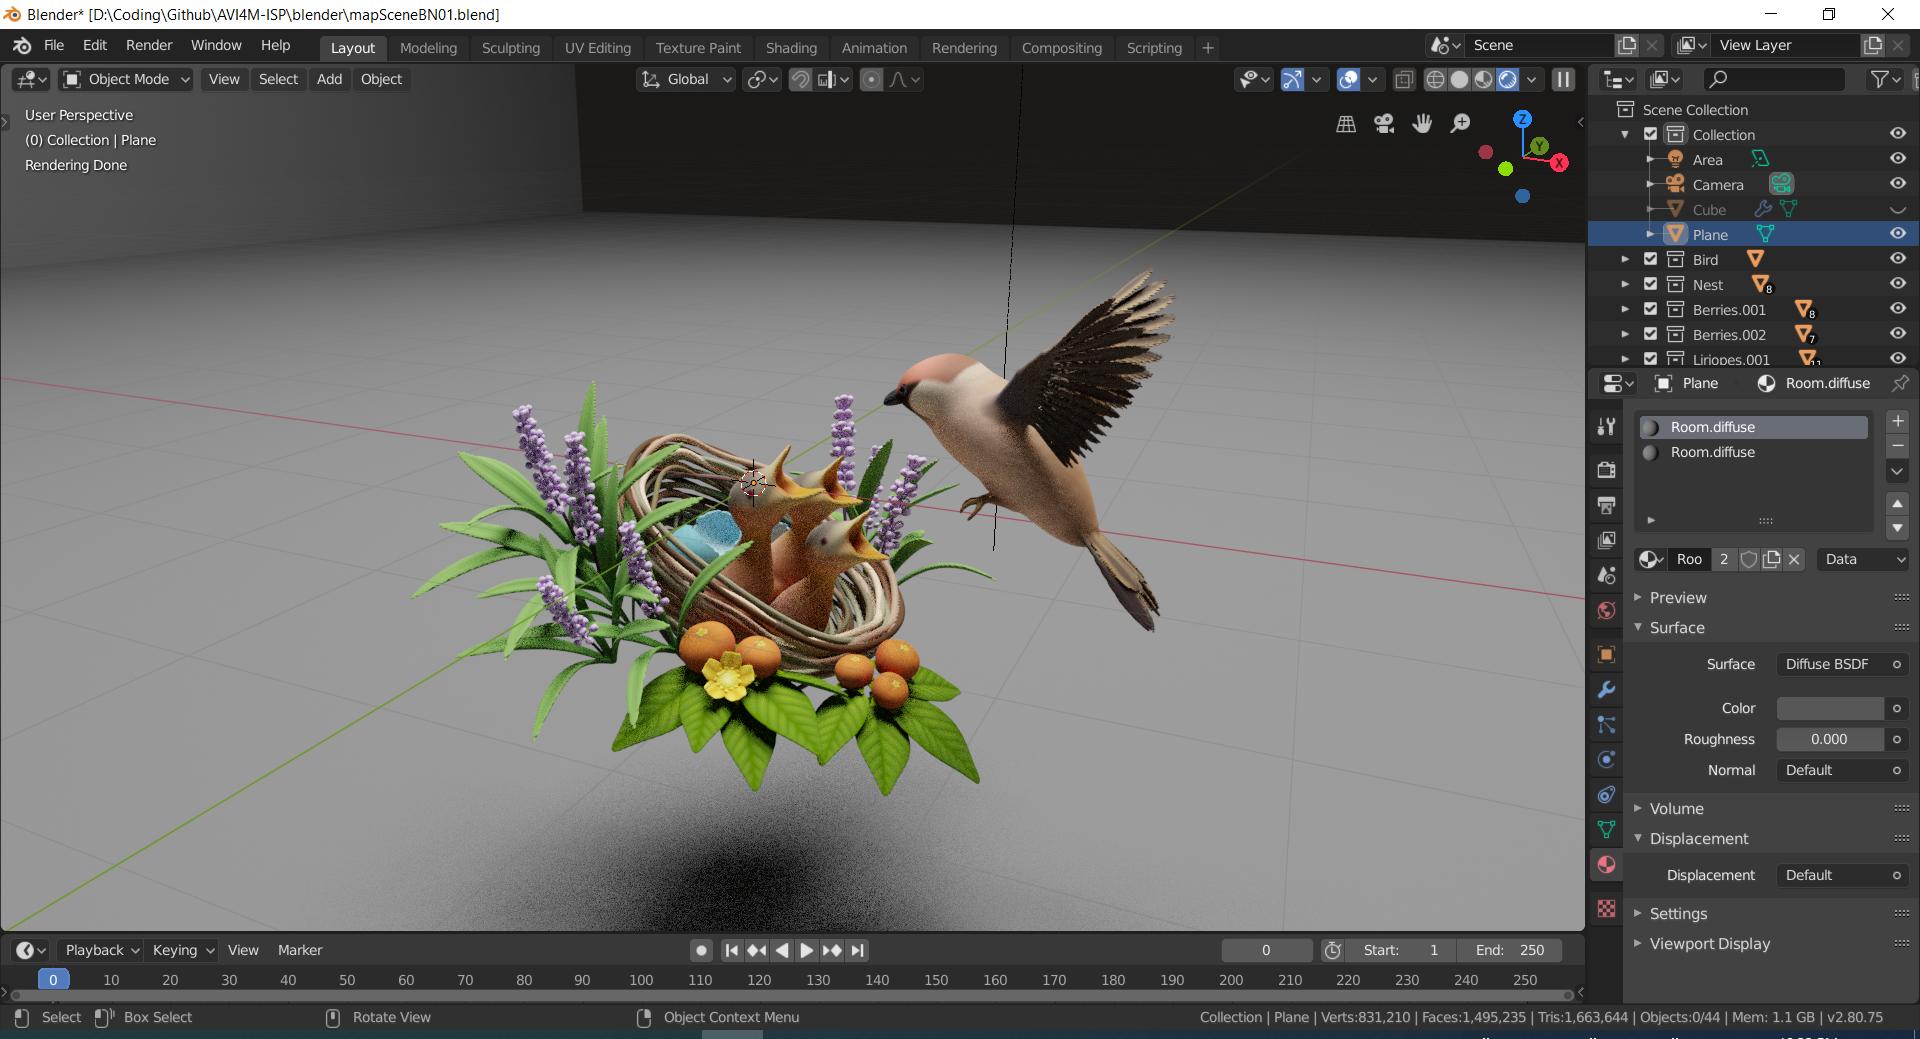 Blender* [D:\Coding\Github\AVI4M-ISP\blender\mapSceneBN01.blend]
File Edit Render Window Help Layout Modeling Sculpting UV Editing Texture Paint Shading Animation Rendering Compositing Scripting + Scene View Layer
Object Mode View Select Add Object Global
User Perspective
(0) Collection | Plane
Rendering Done
Z
Y
X
Scene Collection
Collection
Area
Camera
Cube
Plane
Bird
Nest 8
Berries.001 8
Berries.002 7
Liriopes.001 11
Plane Room.diffuse
Room.diffuse
Room.diffuse
Roo 2 Data
Preview
Surface
Surface Diffuse BSDF
Color
Roughness 0.000
Normal Default
Volume
Displacement
Displacement Default
Settings
Viewport Display
Playback Keying View Marker 0 Start: 1 End: 250
0 10 20 30 40 50 60 70 80 90 100 110 120 130 140 150 160 170 180 190 200 210 220 230 240 250
Select Box Select Rotate View Object Context Menu Collection | Plane | Verts:831,210 | Faces:1,495,235 | Tris:1,663,644 | Objects:0/44 | Mem: 1.1 GB | v2.80.75